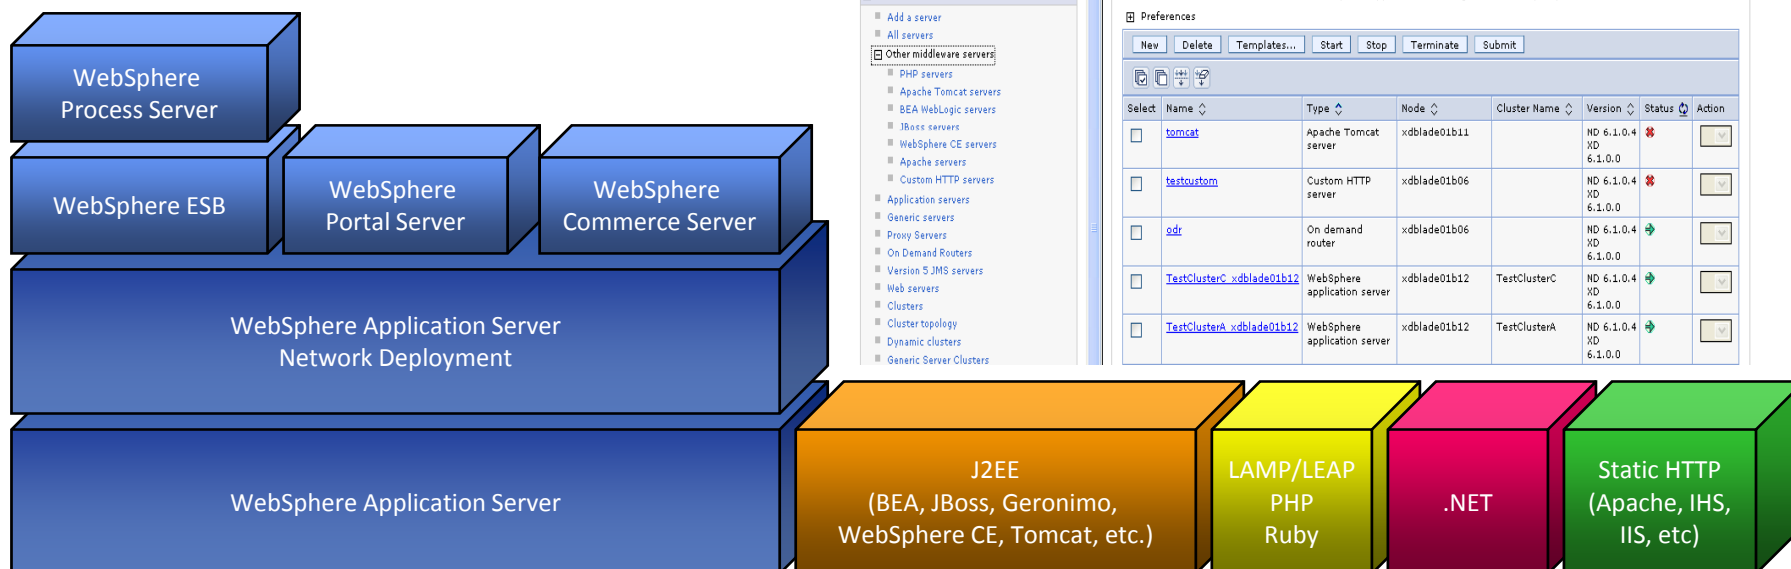 WebSphere
Process Server
WebSphere ESB
WebSphere
Portal Server
WebSphere
Commerce Server
WebSphere Application Server
Network Deployment
WebSphere Application Server
J2EE
(BEA, JBoss, Geronimo,
WebSphere CE, Tomcat, etc.)
LAMP/LEAP
PHP
Ruby
.NET
Static HTTP
(Apache, IHS,
IIS, etc)
Add a server
All servers
Other middleware servers
PHP servers
Apache Tomcat servers
BEA WebLogic servers
JBoss servers
WebSphere CE servers
Apache servers
Custom HTTP servers
Application servers
Generic servers
Proxy Servers
On Demand Routers
Version 5 JMS servers
Web servers
Clusters
Cluster topology
Dynamic clusters
Generic Server Clusters
Preferences
New Delete Templates... Start Stop Terminate Submit
Select Name Type Node Cluster Name Version Status Action
tomcat Apache Tomcat xdblade01b11 ND 6.1.0.4
server XD
6.1.0.0
testcustom Custom HTTP xdblade01b06 ND 6.1.0.4
server XD
6.1.0.0
odr On demand xdblade01b06 ND 6.1.0.4
router XD
6.1.0.0
TestClusterC_xdblade01b12 WebSphere xdblade01b12 TestClusterC ND 6.1.0.4
application server XD
6.1.0.0
TestClusterA_xdblade01b12 WebSphere xdblade01b12 TestClusterA ND 6.1.0.4
application server XD
6.1.0.0